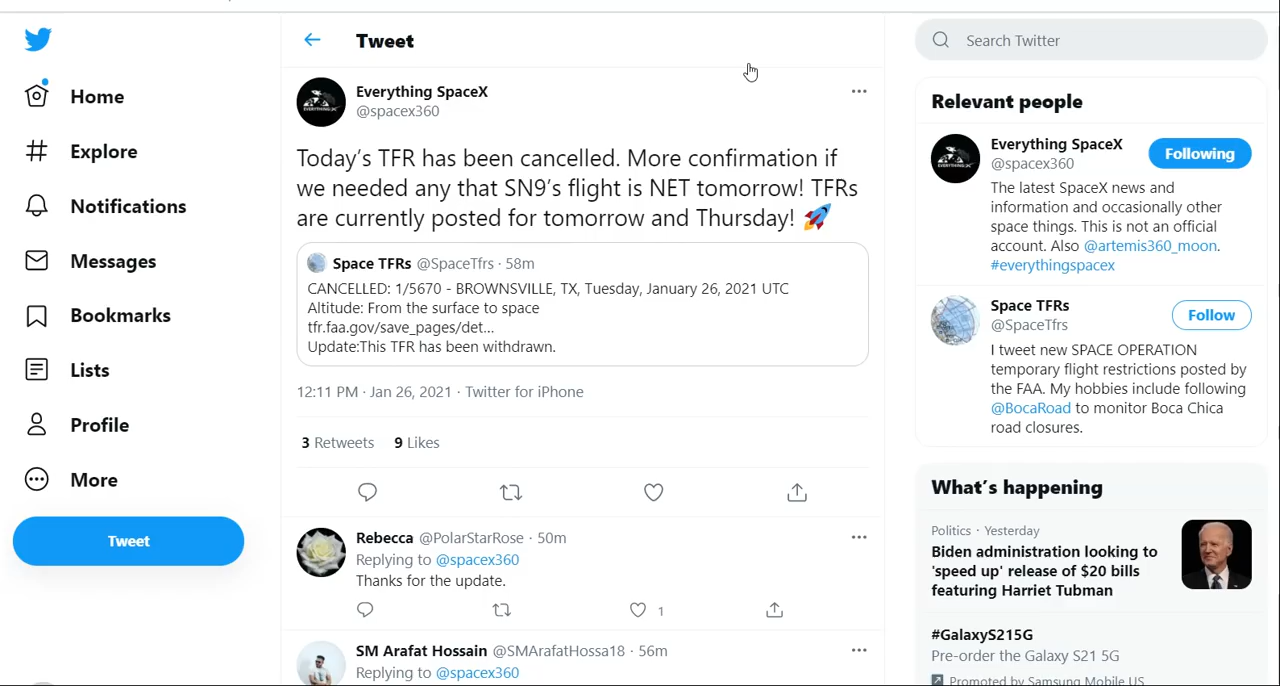 Home
Explore
Notifications
Messages
Bookmarks
Lists
Profile
More
Tweet
Tweet
Everything SpaceX
@spacex360
Today's TFR has been cancelled. More confirmation if
we needed any that SN9's flight is NET tomorrow! TFRs
are currently posted for tomorrow and Thursday! 🚀
Space TFRs @SpaceTfrs · 58m
CANCELLED: 1/5670 - BROWNSVILLE, TX, Tuesday, January 26, 2021 UTC
Altitude: From the surface to space
tfr.faa.gov/save_pages/det...
Update:This TFR has been withdrawn.
12:11 PM · Jan 26, 2021 · Twitter for iPhone
3 Retweets 9 Likes
Rebecca @PolarStarRose · 50m
Replying to @spacex360
Thanks for the update.
1
SM Arafat Hossain @SMArafatHossa18 · 56m
Replying to @spacex360
Search Twitter
Relevant people
Everything SpaceX
@spacex360
Following
The latest SpaceX news and
information and occasionally other
space things. This is not an official
account. Also @artemis360_moon.
#everythingspacex
Space TFRs
@SpaceTfrs
Follow
I tweet new SPACE OPERATION
temporary flight restrictions posted by
the FAA. My hobbies include following
@BocaRoad to monitor Boca Chica
road closures.
What's happening
Politics · Yesterday
Biden administration looking to
'speed up' release of $20 bills
featuring Harriet Tubman
#GalaxyS215G
Pre-order the Galaxy S21 5G
Promoted by Samsung Mobile US